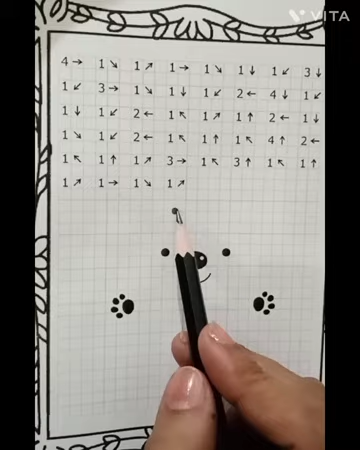 VITA
4→ 1↘ 1↗ 1→ 1↘ 1↓ 1↙ 3↓
1↙ 3→ 1↘ 1↓ 1↙ 2← 4↓ 1↙
1↓ 1↙ 2← 1↖ 1↗ 1↑ 2← 1↓
1↘ 1↙ 2← 1↖ 1↑ 1↖ 4↑ 2←
1↖ 1↑ 1↗ 3→ 1↖ 3↑ 1↖ 1↑
1↗ 1→ 1↘ 1↗